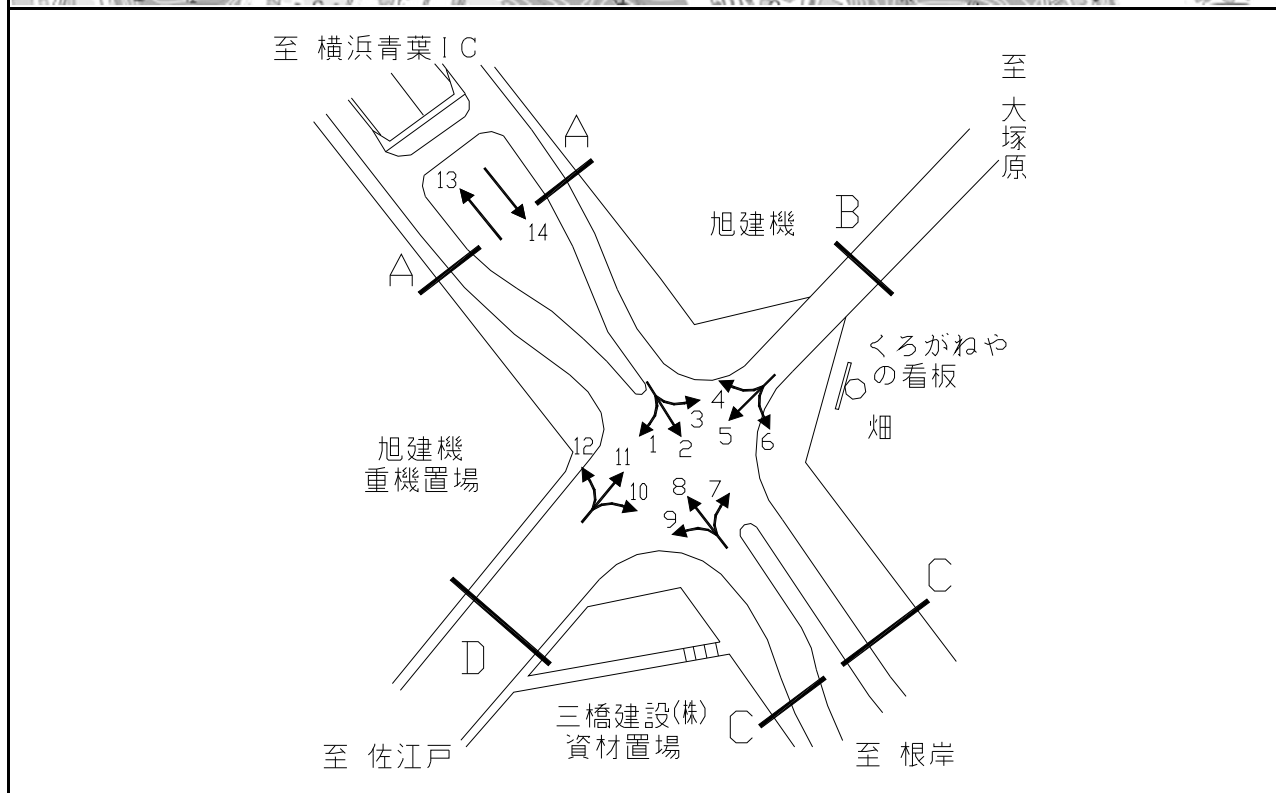 至 横浜青葉IC
至 大塚原
A
13
14
旭建機
B
A
くろがねや
の看板
畑
4
3
5
6
1
2
旭建機
重機置場
12
11
10
8
7
9
C
D
三橋建設(株)
資材置場
C
至 佐江戸
至 根岸